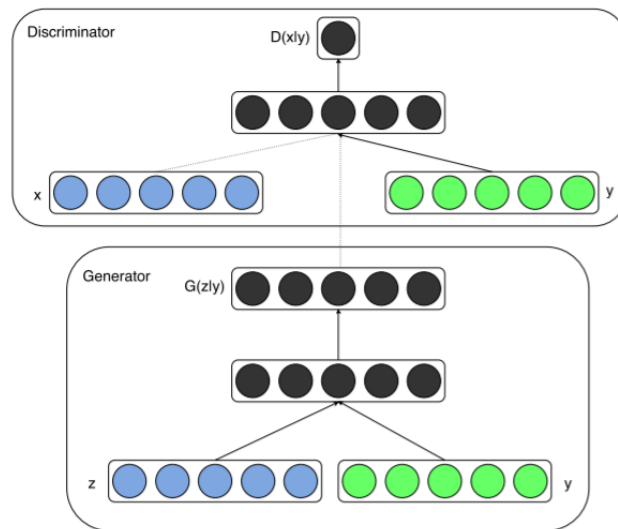 Discriminator
D(x|y)
x
y
Generator
G(z|y)
z
y